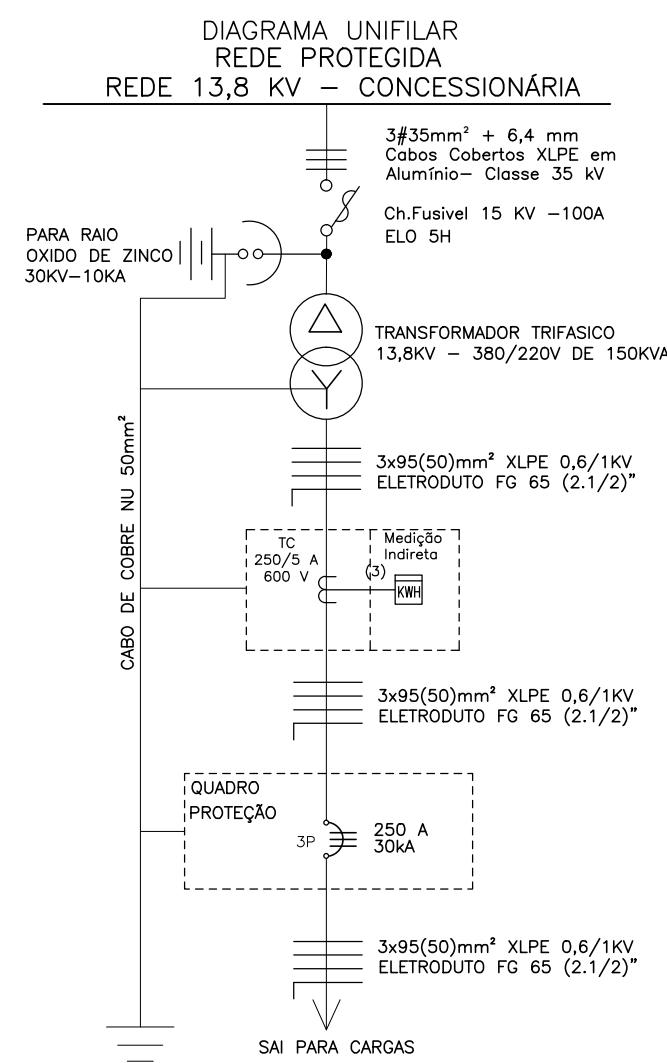 DIAGRAMA UNIFILAR
REDE PROTEGIDA
REDE 13,8 KV – CONCESSIONÁRIA
3#35mm² + 6,4 mm
Cabos Cobertos XLPE em
Alumínio– Classe 35 kV
Ch.Fusivel 15 KV –100A
ELO 5H
PARA RAIO
OXIDO DE ZINCO
30KV–10KA
TRANSFORMADOR TRIFASICO
13,8KV – 380/220V DE 150KVA
CABO DE COBRE NU 50mm²
3x95(50)mm² XLPE 0,6/1KV
ELETRODUTO FG 65 (2.1/2)”
TC
250/5 A
600 V
Medição
Indireta
(3)
KWH
3x95(50)mm² XLPE 0,6/1KV
ELETRODUTO FG 65 (2.1/2)”
QUADRO
PROTEÇÃO
3P
250 A
30kA
3x95(50)mm² XLPE 0,6/1KV
ELETRODUTO FG 65 (2.1/2)”
SAI PARA CARGAS